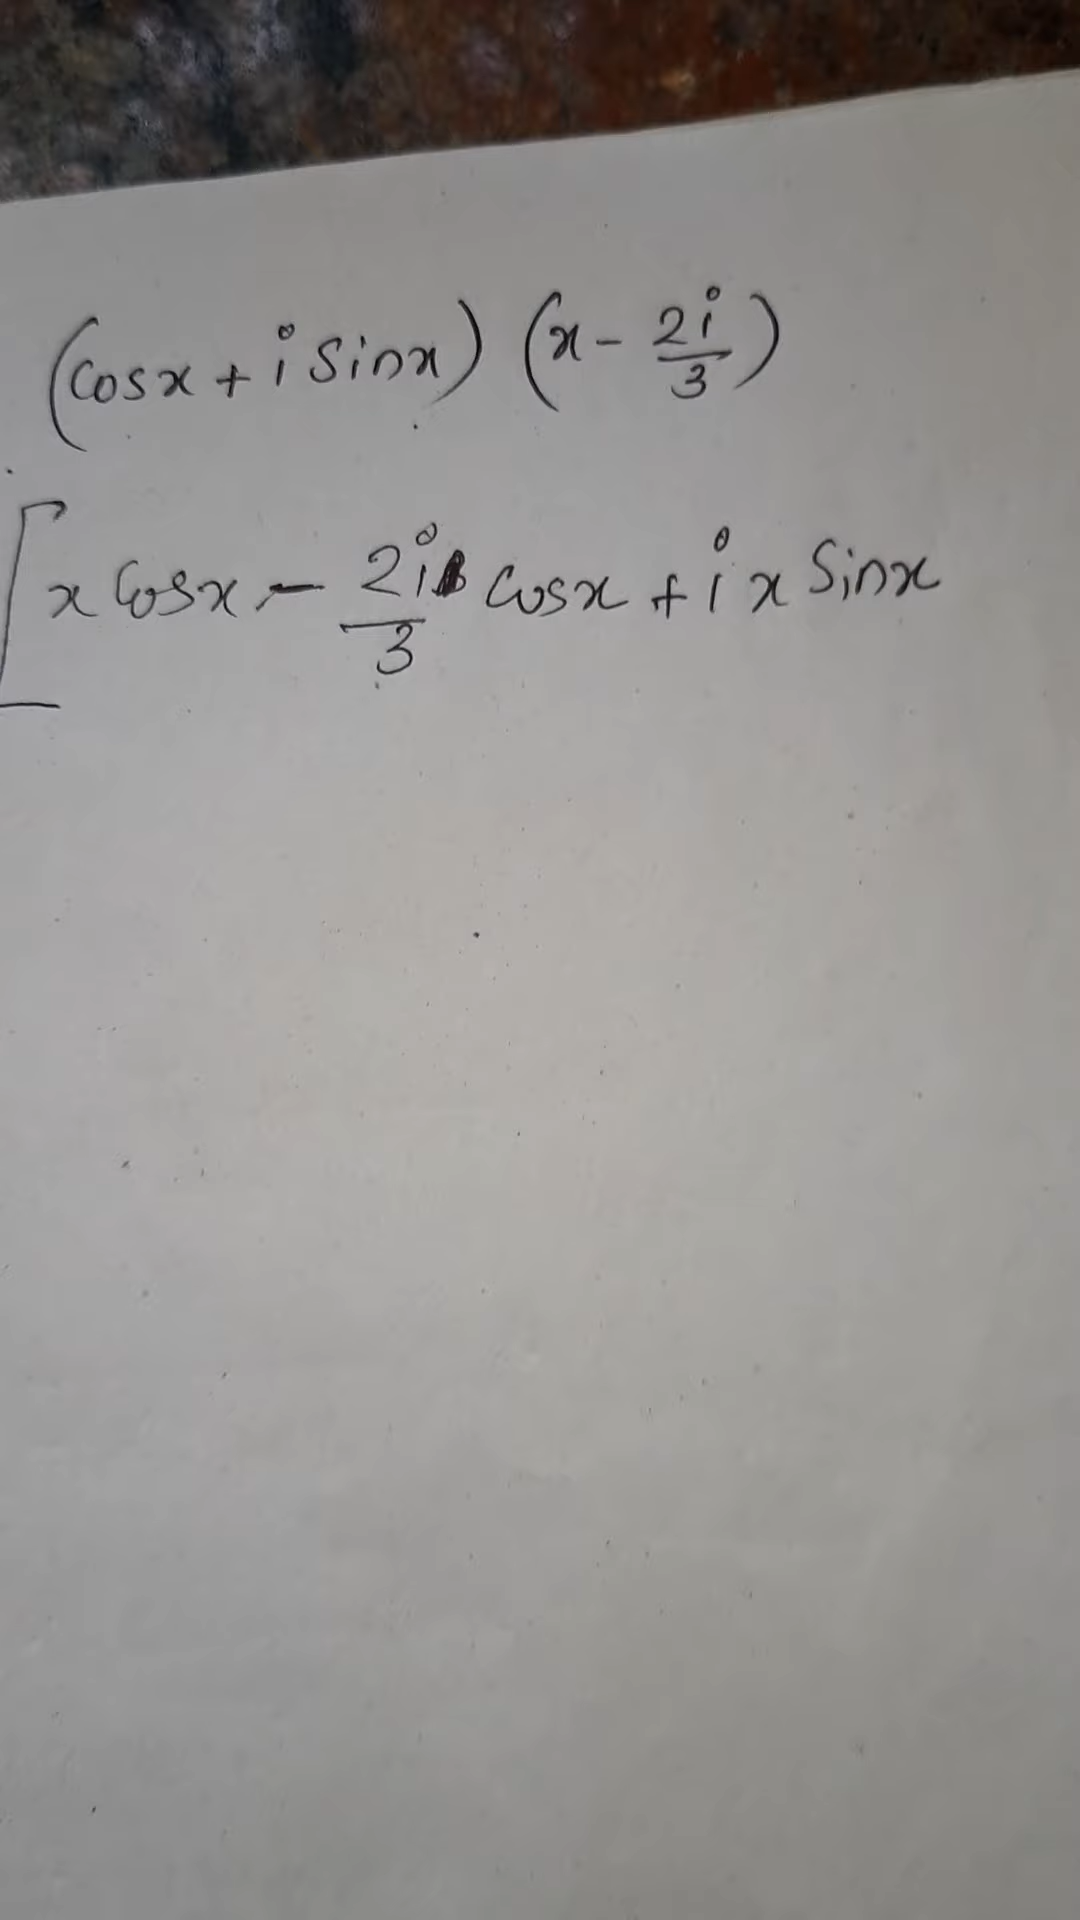 (cosx + i sinx) (x - 2i/3)
[x cosx - 2i/3 cosx + i x sinx